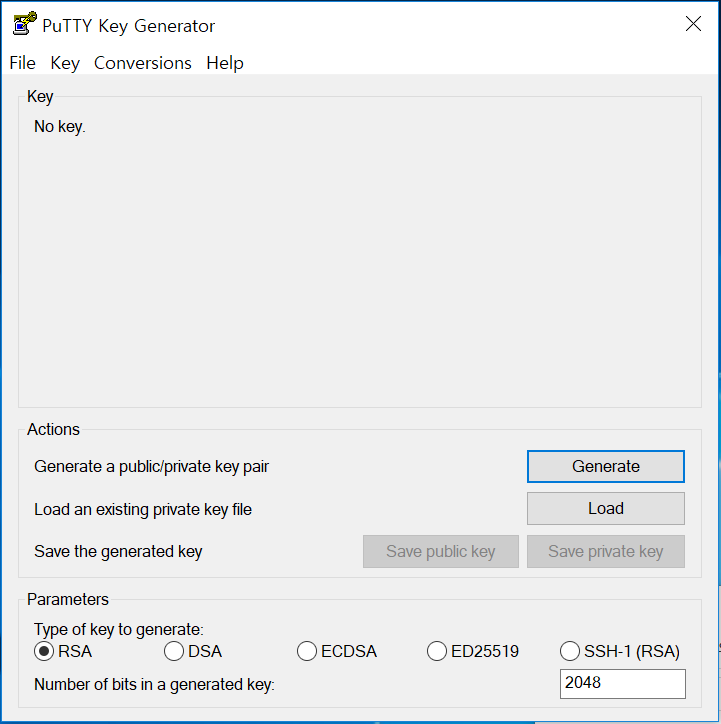 PuTTY Key Generator
File Key Conversions Help
Key
No key.
Actions
Generate a public/private key pair Generate
Load an existing private key file Load
Save the generated key Save public key Save private key
Parameters
Type of key to generate:
RSA DSA ECDSA ED25519 SSH-1 (RSA)
Number of bits in a generated key: 2048